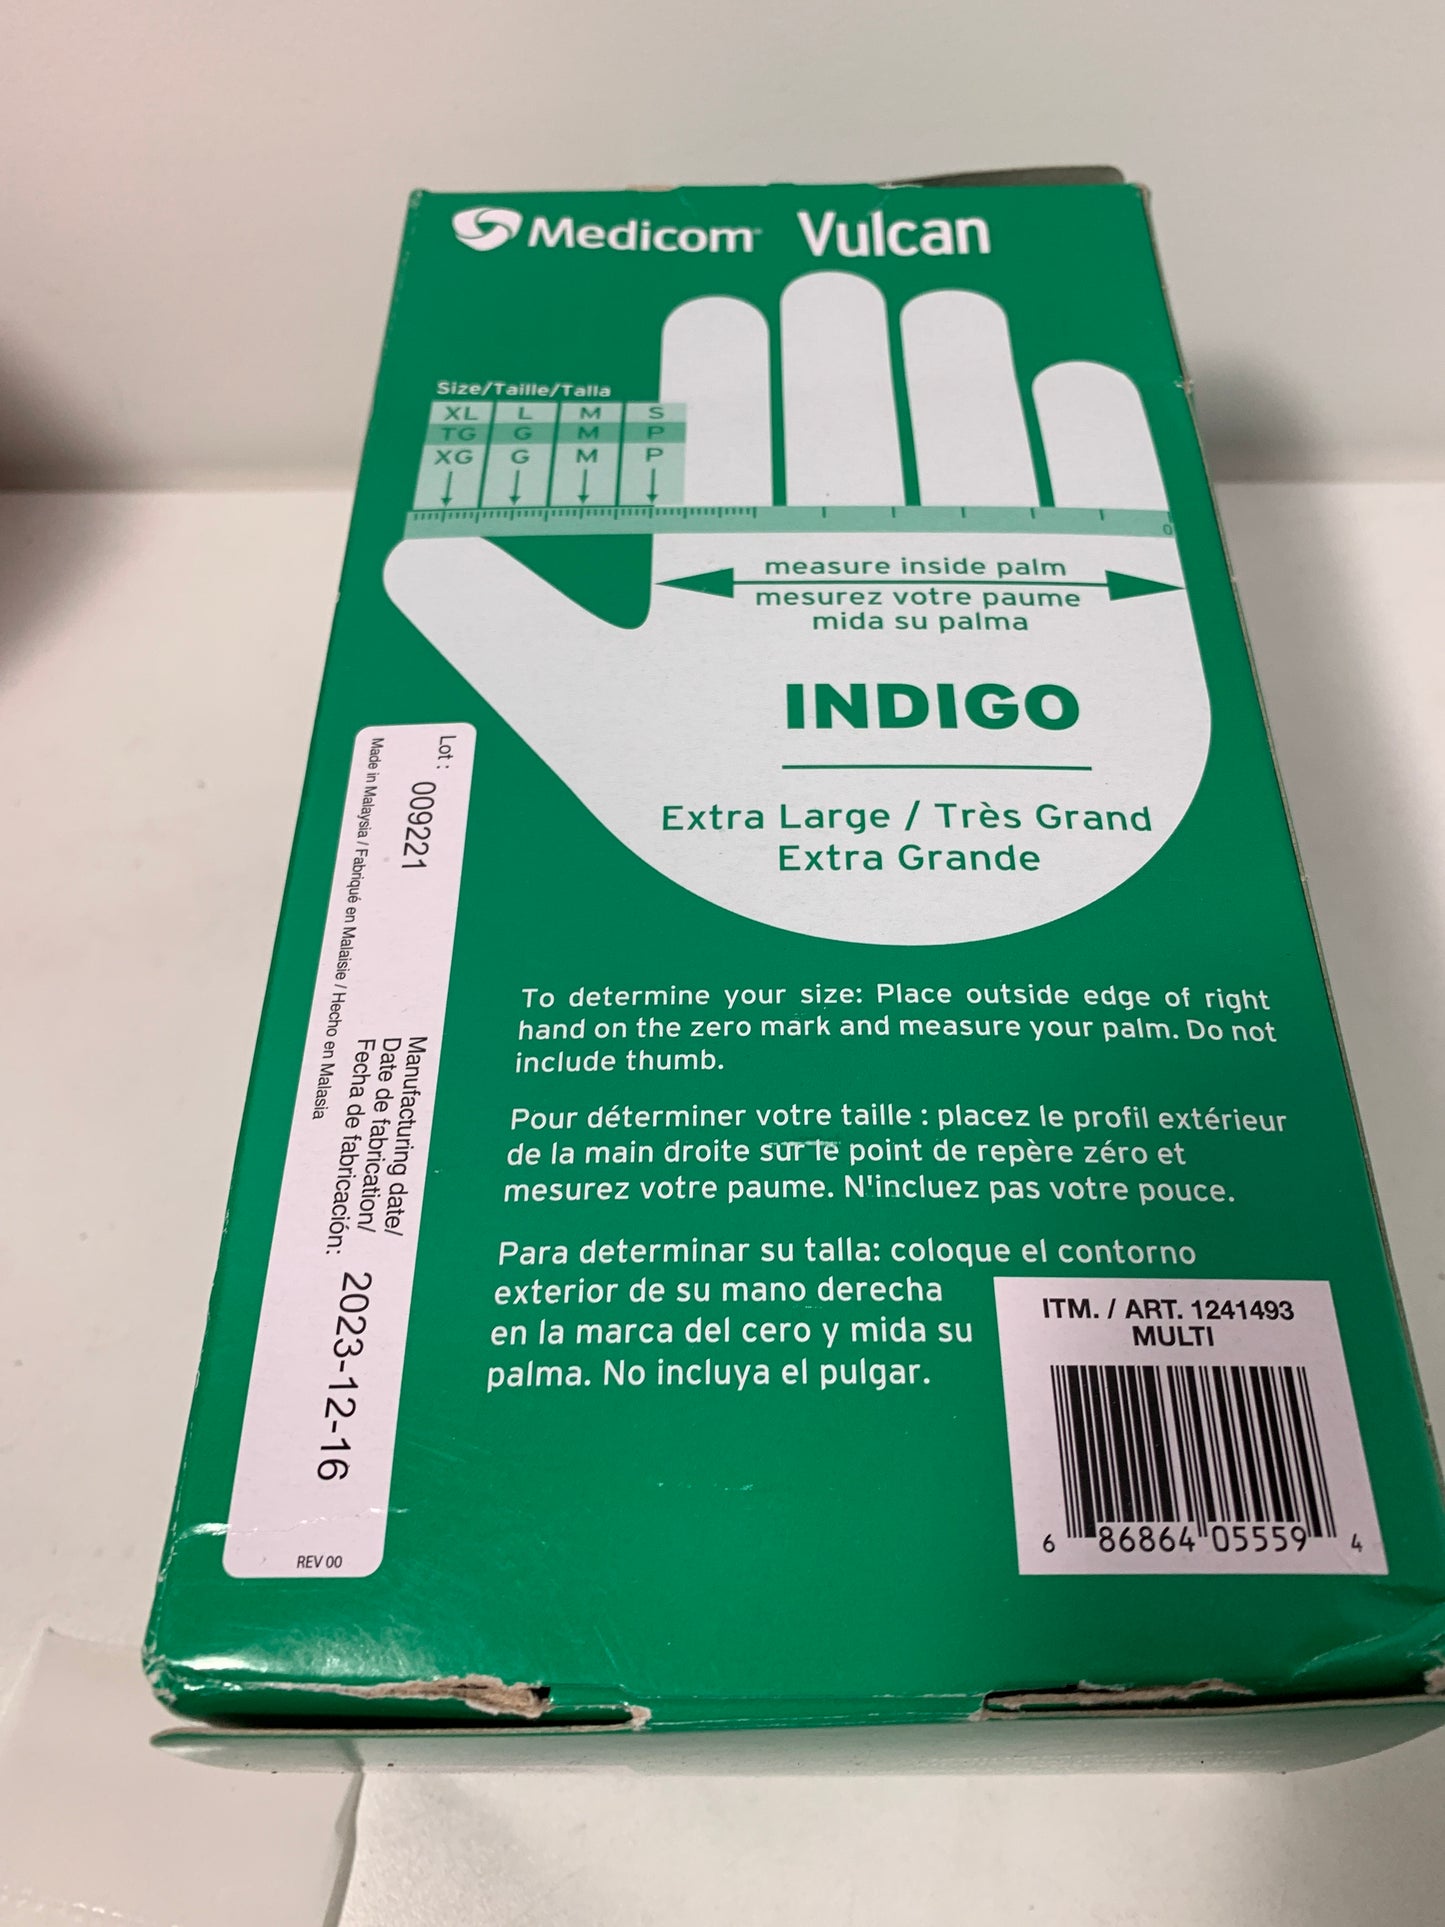 Medicom Vulcan
Size/Taille/Talla
XL L M S
TG G M P
XG G M P
0
measure inside palm
mesurez votre paume
mida su palma
INDIGO
Extra Large / Très Grand
Extra Grande
Lot : 009221
Manufacturing date/
Date de fabrication/
Fecha de fabricación: 2023-12-16
Made in Malaysia / Fabriqué en Malaisie / Hecho en Malasia
REV 00
To determine your size: Place outside edge of right
hand on the zero mark and measure your palm. Do not
include thumb.
Pour déterminer votre taille : placez le profil extérieur
de la main droite sur le point de repère zéro et
mesurez votre paume. N'incluez pas votre pouce.
Para determinar su talla: coloque el contorno
exterior de su mano derecha
en la marca del cero y mida su
palma. No incluya el pulgar.
ITM. / ART. 1241493
MULTI
6 86864 05559 4